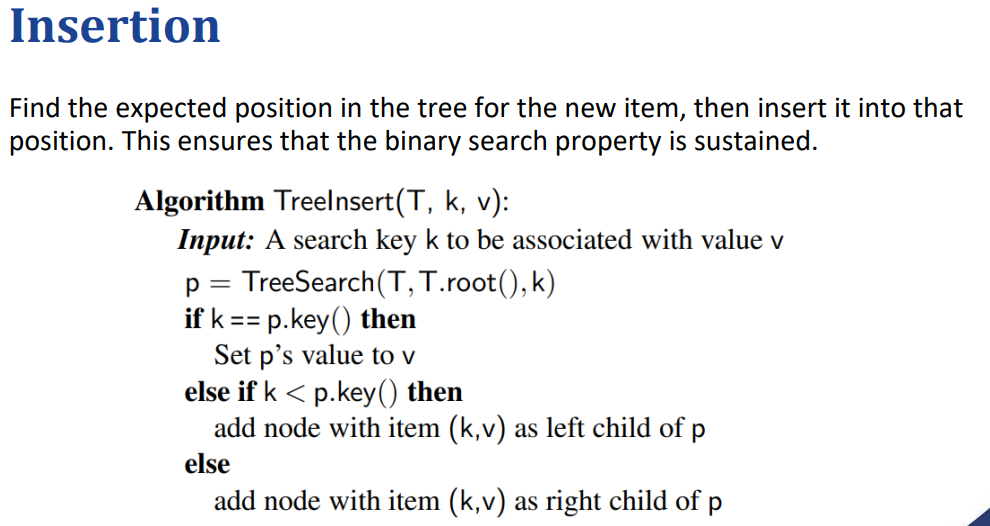 Insertion
Find the expected position in the tree for the new item, then insert it into that
position. This ensures that the binary search property is sustained.
Algorithm TreeInsert(T, k, v):
Input: A search key k to be associated with value v
p = TreeSearch(T,T.root(),k)
if k == p.key() then
Set p’s value to v
else if k < p.key() then
add node with item (k,v) as left child of p
else
add node with item (k,v) as right child of p